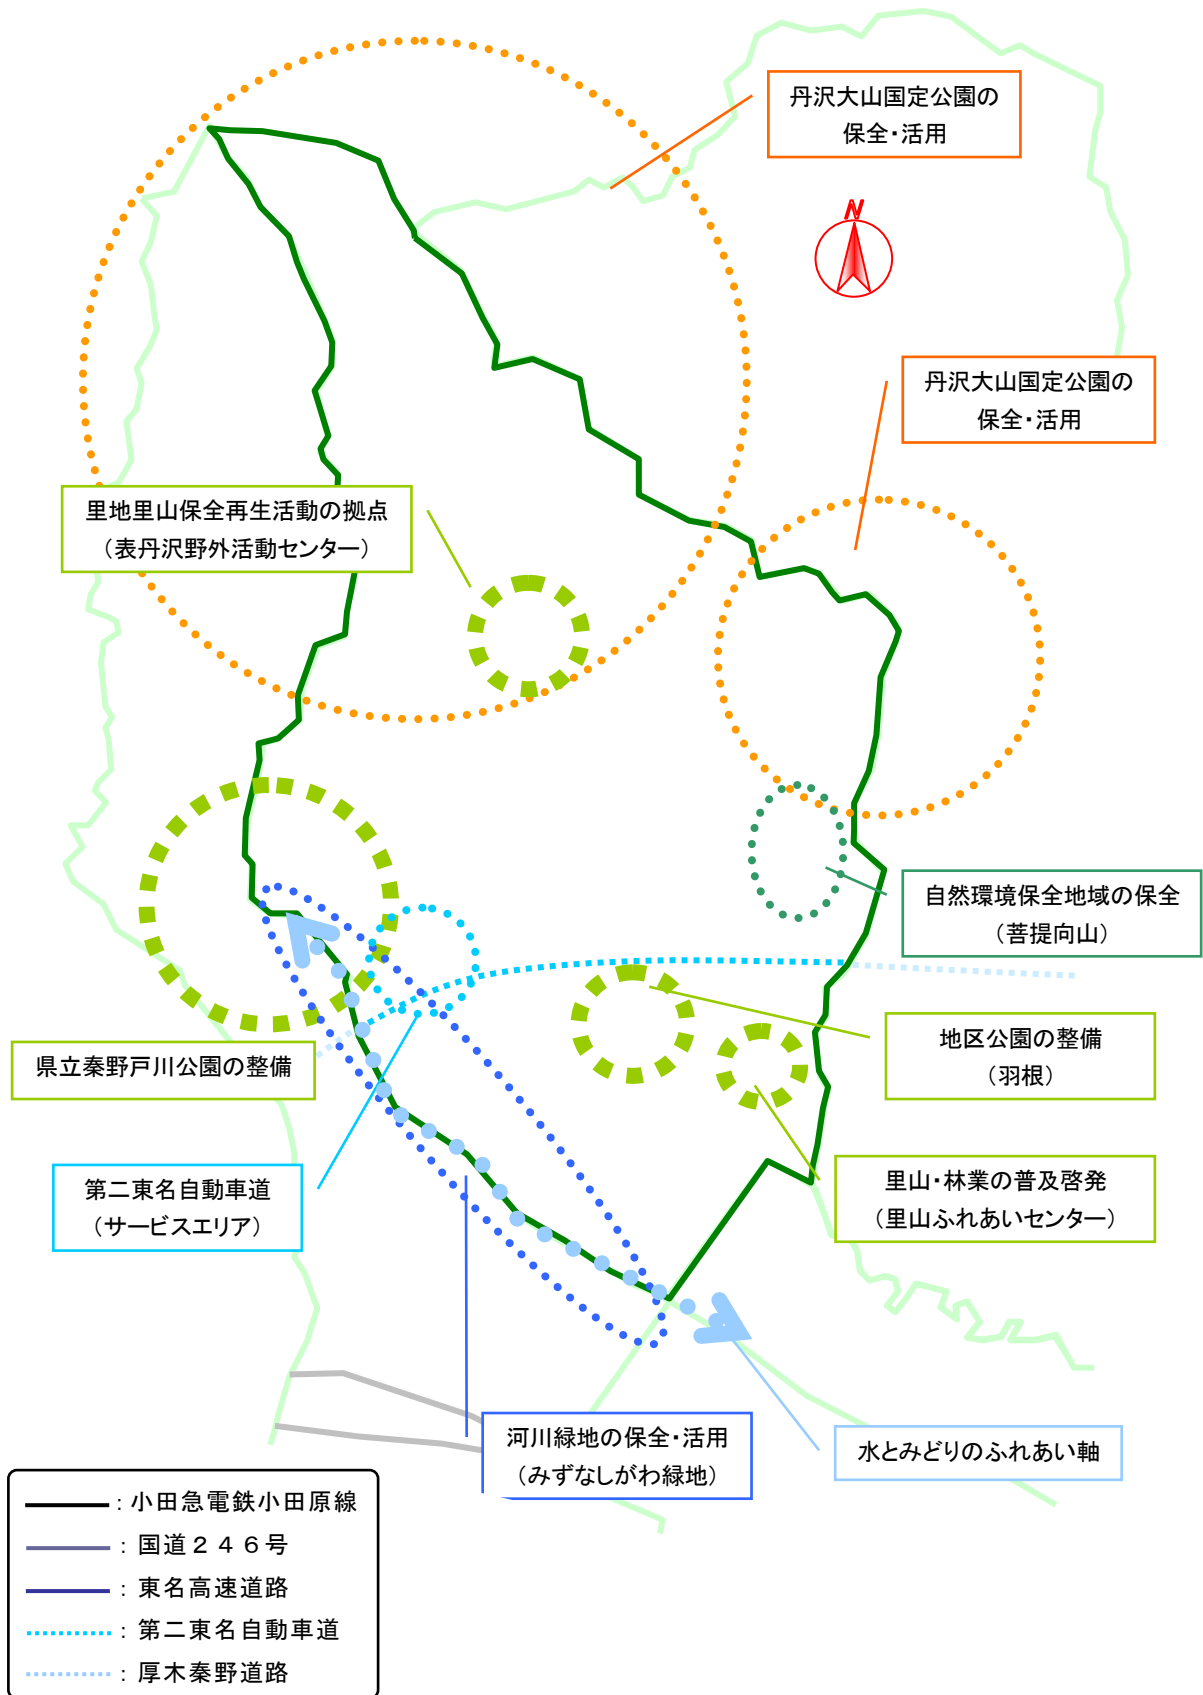 丹沢大山国定公園の
保全・活用
N
丹沢大山国定公園の
保全・活用
里地里山保全再生活動の拠点
（表丹沢野外活動センター）
自然環境保全地域の保全
（菩提向山）
地区公園の整備
（羽根）
県立秦野戸川公園の整備
里山・林業の普及啓発
（里山ふれあいセンター）
第二東名自動車道
（サービスエリア）
河川緑地の保全・活用
（みずなしがわ緑地）
水とみどりのふれあい軸
：小田急電鉄小田原線
：国道２４６号
：東名高速道路
：第二東名自動車道
：厚木秦野道路